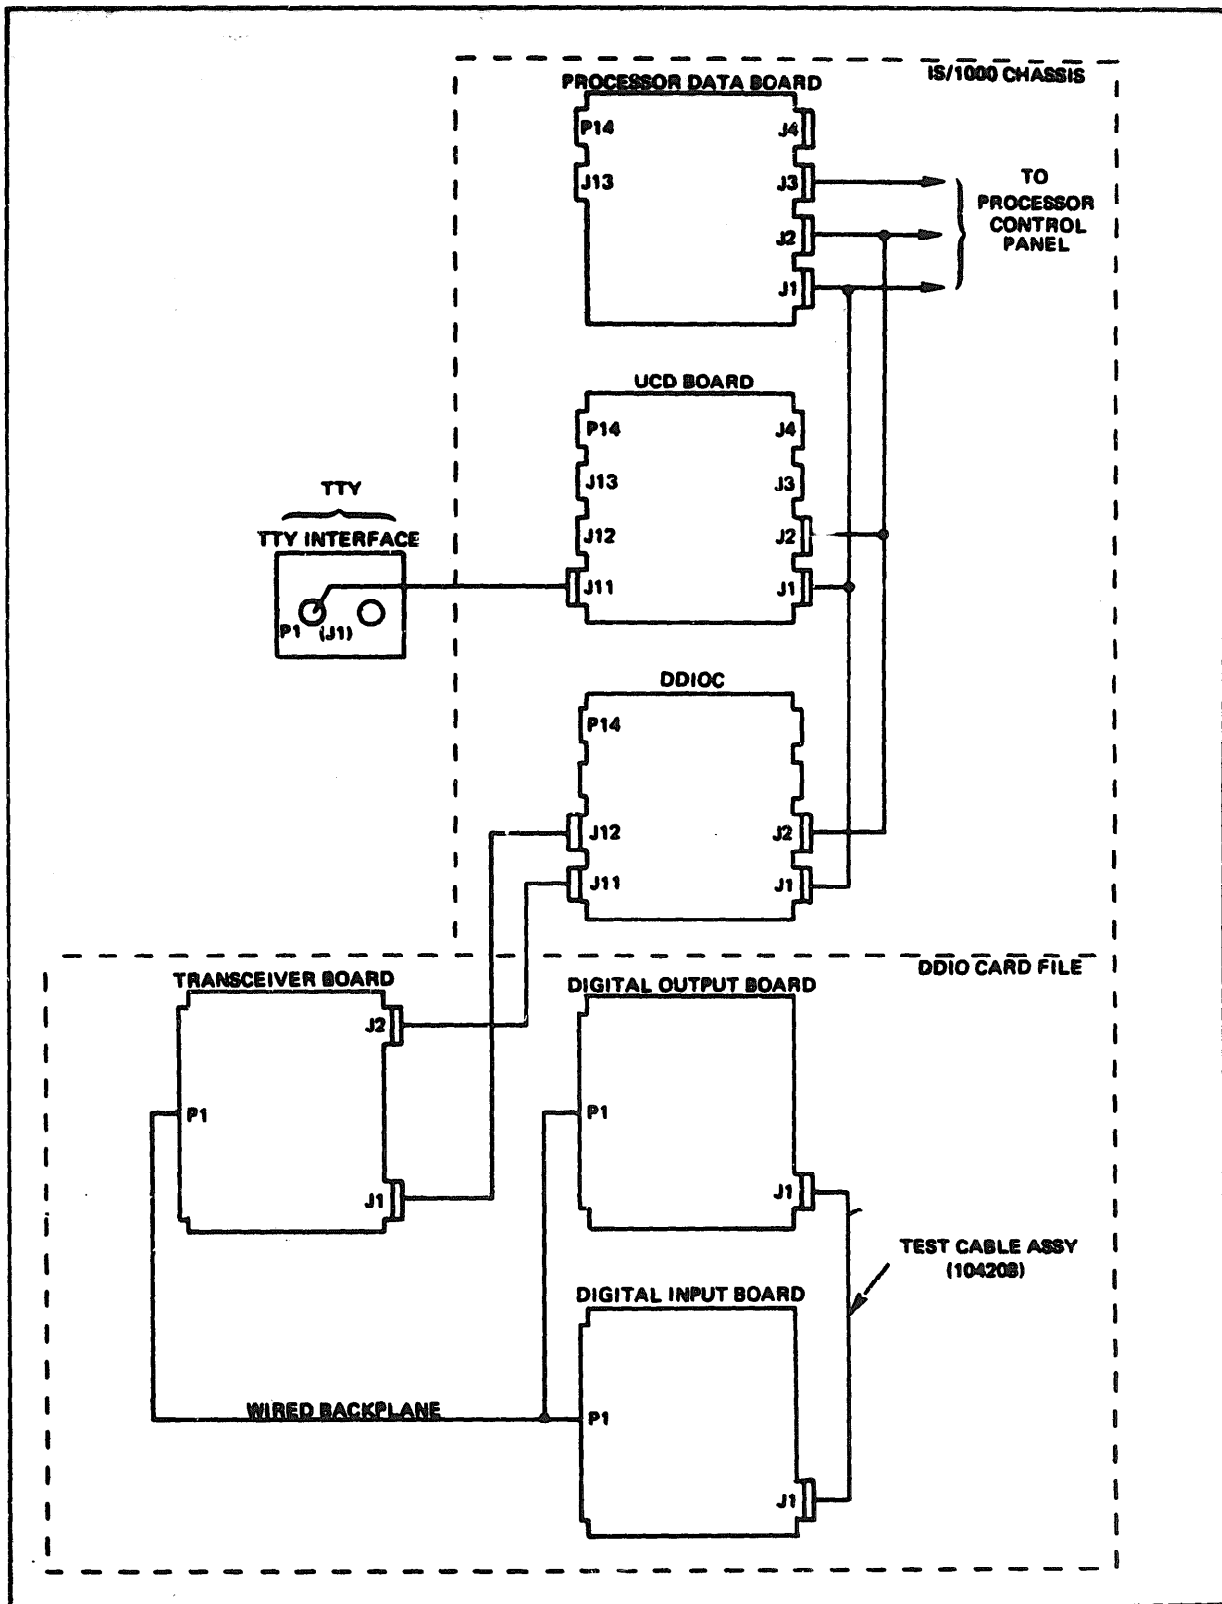 IS/1000 CHASSIS
PROCESSOR DATA BOARD
P14
J4
J13
J3
J2
J1
TO
PROCESSOR
CONTROL
PANEL
UCD BOARD
P14
J4
J13
J3
J12
J2
J11
J1
TTY
TTY INTERFACE
P1 (J1)
DDIOC
P14
J12
J2
J11
J1
DDIO CARD FILE
TRANSCEIVER BOARD
J2
P1
J1
DIGITAL OUTPUT BOARD
P1
J1
TEST CABLE ASSY
(104208)
DIGITAL INPUT BOARD
P1
J1
WIRED BACKPLANE